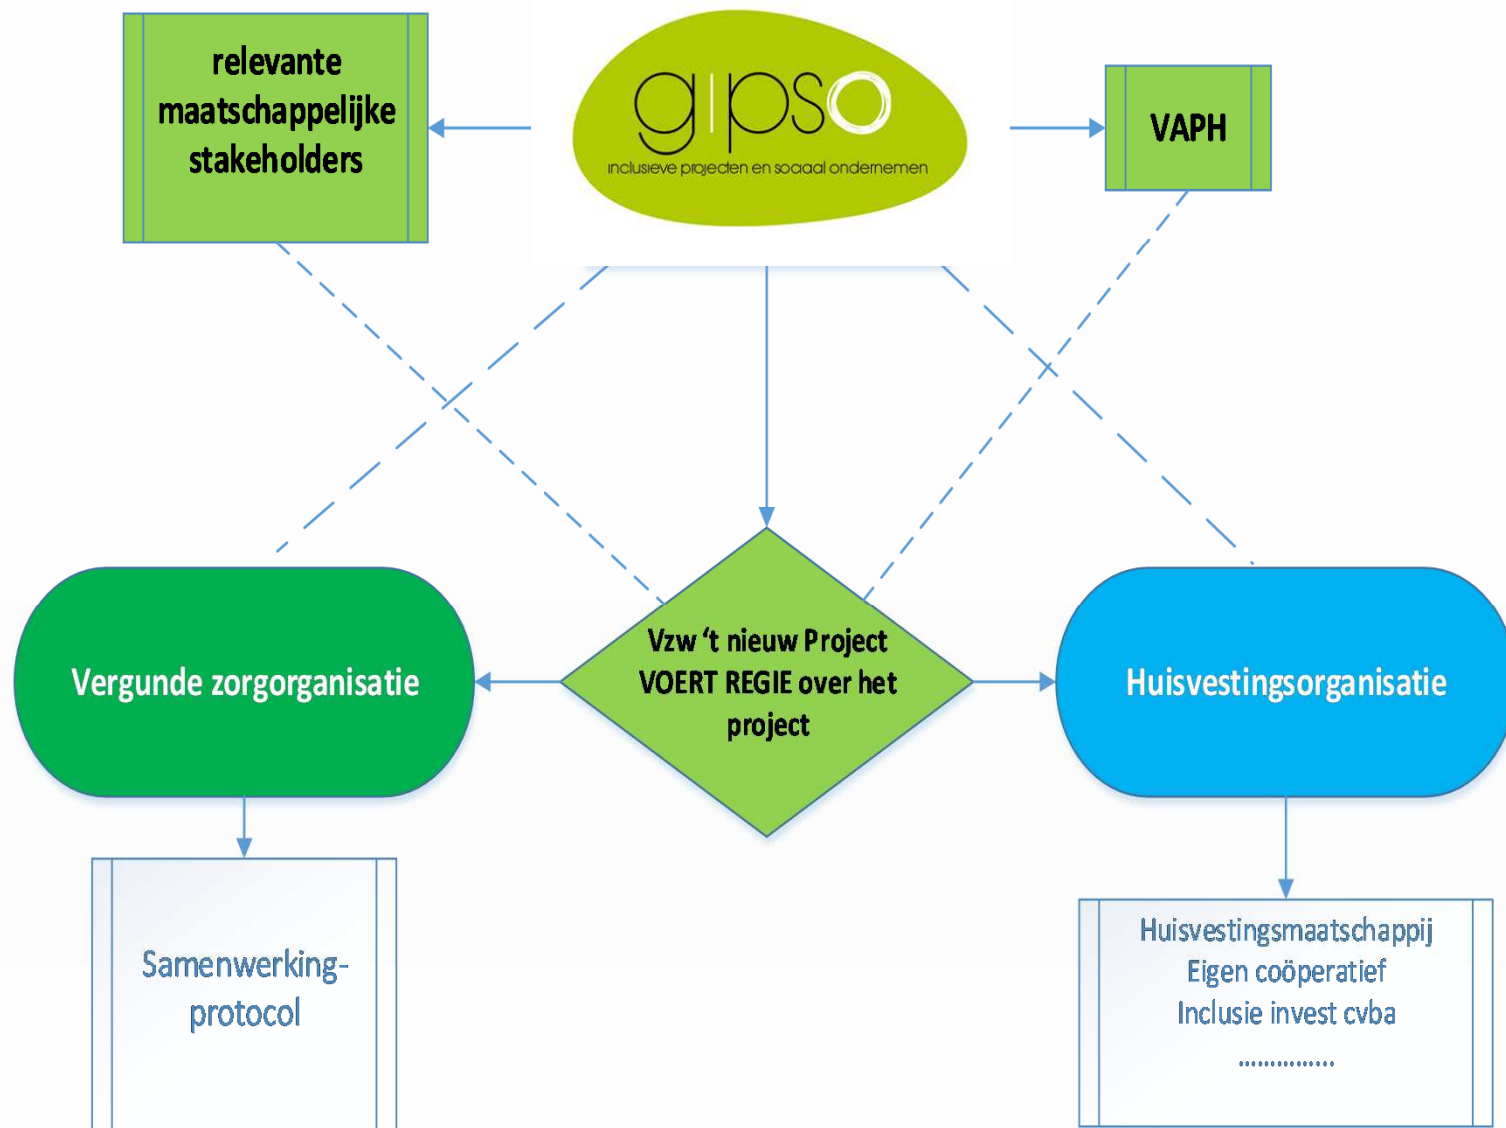 relevante
maatschappelijke
stakeholders
gipso
inclusieve projecten en sociaal ondernemen
VAPH
Vergunde zorgorganisatie
Vzw ‘t nieuw Project
VOERT REGIE over het
project
Huisvestingsorganisatie
Samenwerking-
protocol
Huisvestingsmaatschappij
Eigen coöperatief
Inclusie invest cvba
……………